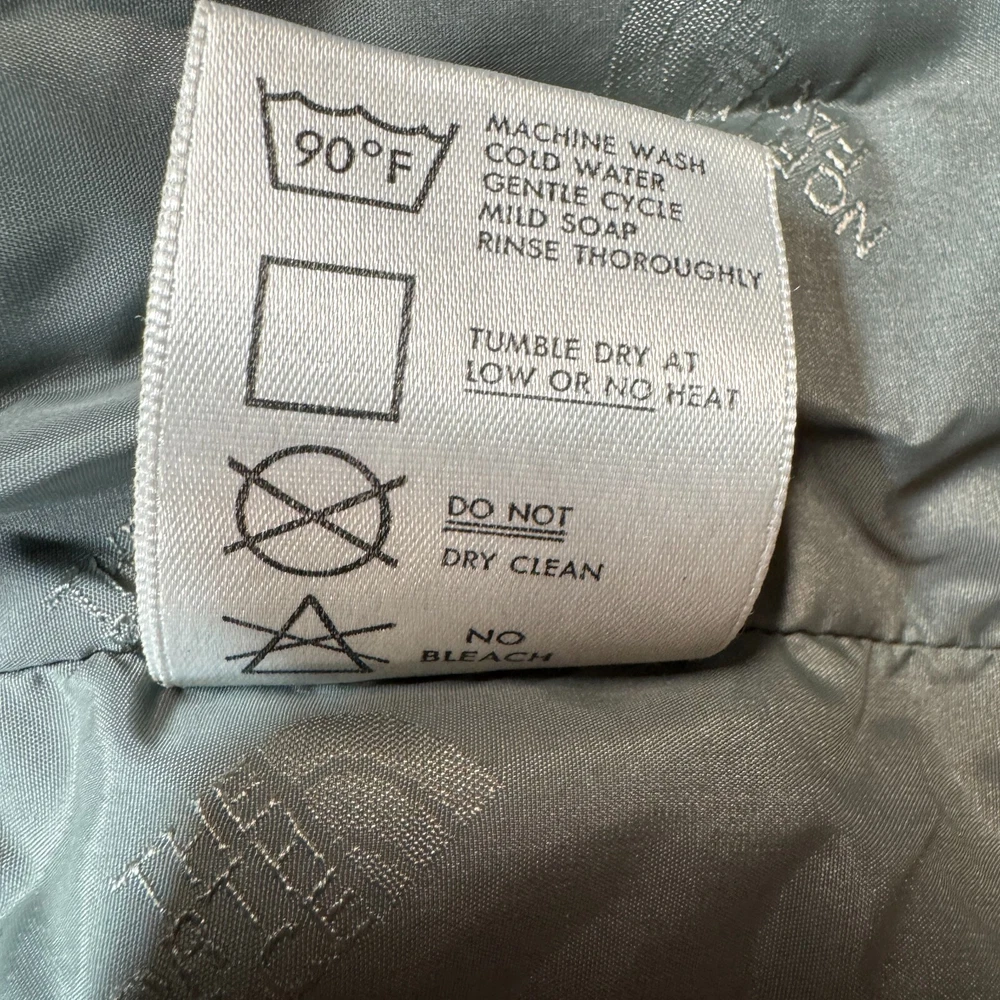 90°F
MACHINE WASH
COLD WATER
GENTLE CYCLE
MILD SOAP
RINSE THOROUGHLY
TUMBLE DRY AT
LOW OR NO HEAT
DO NOT
DRY CLEAN
NO
BLEACH